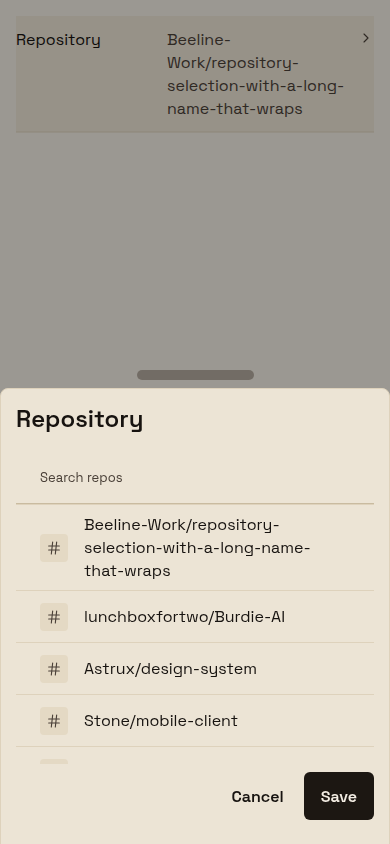 Repository
Beeline-
Work/repository-
selection-with-a-long-
name-that-wraps
Repository
Search repos
# Beeline-Work/repository-
selection-with-a-long-name-
that-wraps
# lunchboxfortwo/Burdie-AI
# Astrux/design-system
# Stone/mobile-client
Cancel Save